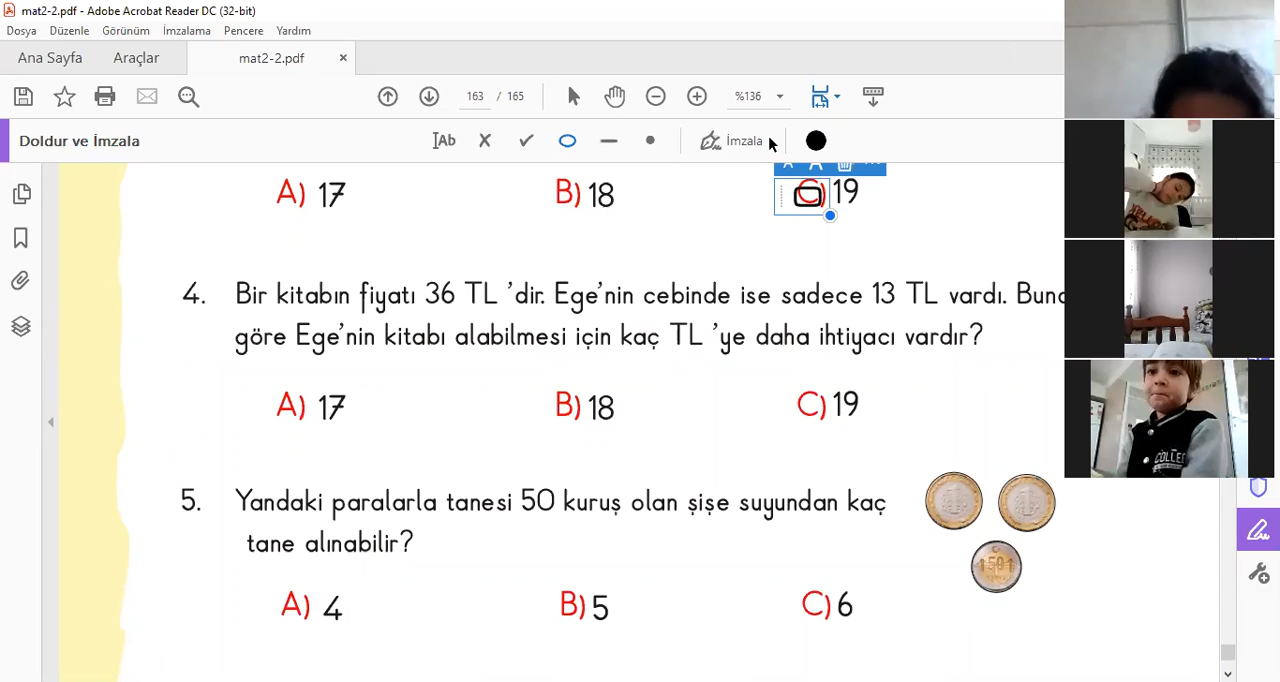 mat2-2.pdf - Adobe Acrobat Reader DC (32-bit)
Dosya Düzenle Görünüm İmzalama Pencere Yardım
Ana Sayfa Araçlar mat2-2.pdf ×
163 / 165 %136
Doldur ve İmzala
Ab İmzala
A) 17 B) 18 C) 19
4. Bir kitabın fiyatı 36 TL 'dir. Ege'nin cebinde ise sadece 13 TL vardı.
göre Ege'nin kitabı alabilmesi için kaç TL 'ye daha ihtiyacı vardır?
A) 17 B) 18 C) 19
5. Yandaki paralarla tanesi 50 kuruş olan şişe suyundan kaç
tane alınabilir?
50
A) 4 B) 5 C) 6